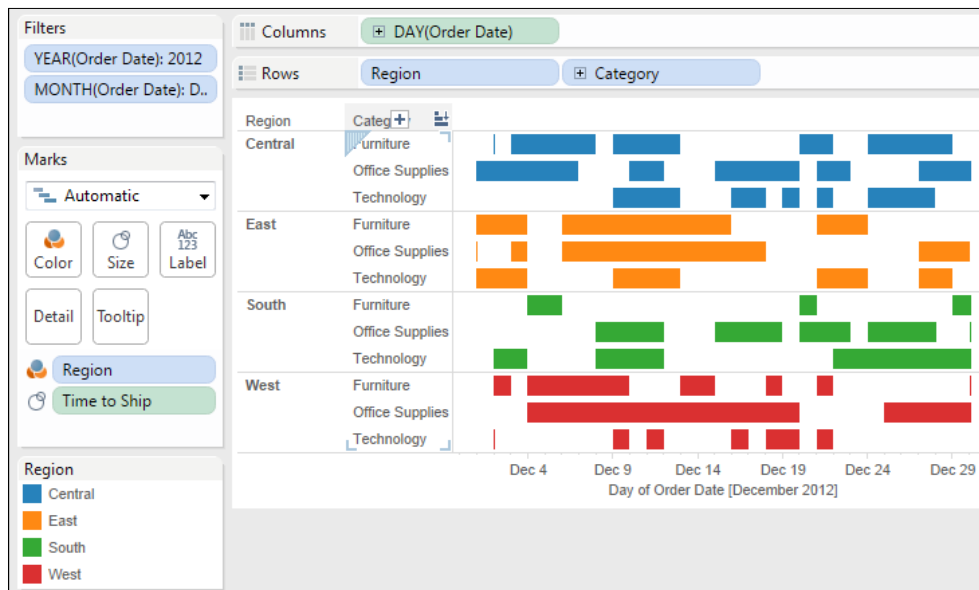 Filters
YEAR(Order Date): 2012
MONTH(Order Date): D..
Columns
DAY(Order Date)
Rows
Region
Category
Marks
Automatic
Color
Size
Abc
123
Label
Detail
Tooltip
Region
Time to Ship
Region
Central
East
South
West
Region
Central
Furniture
Office Supplies
Technology
East
Furniture
Office Supplies
Technology
South
Furniture
Office Supplies
Technology
West
Furniture
Office Supplies
Technology
Dec 4 Dec 9 Dec 14 Dec 19 Dec 24 Dec 29
Day of Order Date [December 2012]